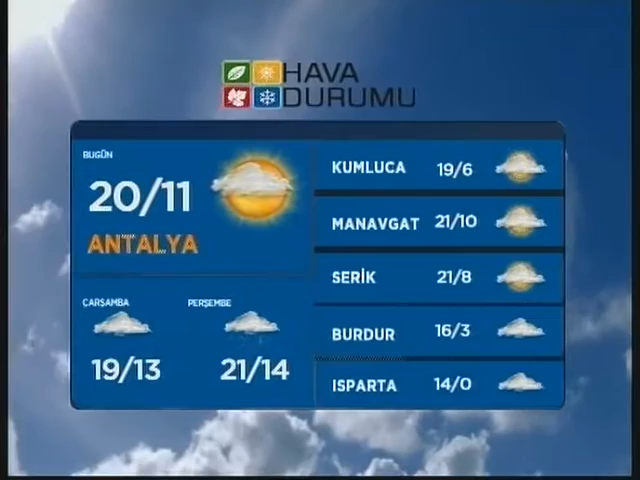 HAVA
DURUMU
BUGÜN
20/11
ANTALYA
ÇARŞAMBA
19/13
PERŞEMBE
21/14
KUMLUCA 19/6
MANAVGAT 21/10
SERİK 21/8
BURDUR 16/3
ISPARTA 14/0